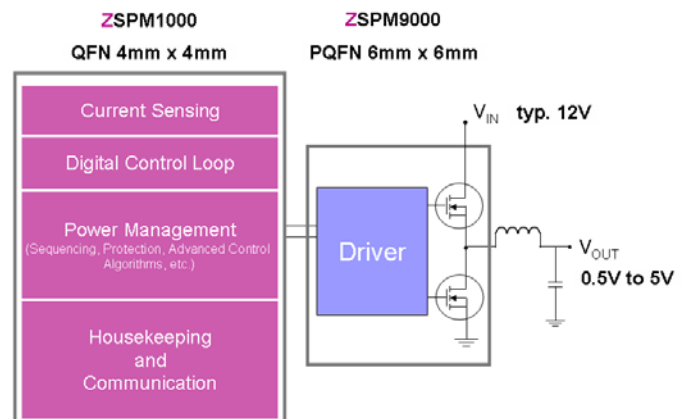 ZSPM1000
QFN 4mm x 4mm
Current Sensing
Digital Control Loop
Power Management
(Sequencing, Protection, Advanced Control
Algorithms, etc.)
Housekeeping
and
Communication
ZSPM9000
PQFN 6mm x 6mm
Driver
VIN typ. 12V
VOUT
0.5V to 5V